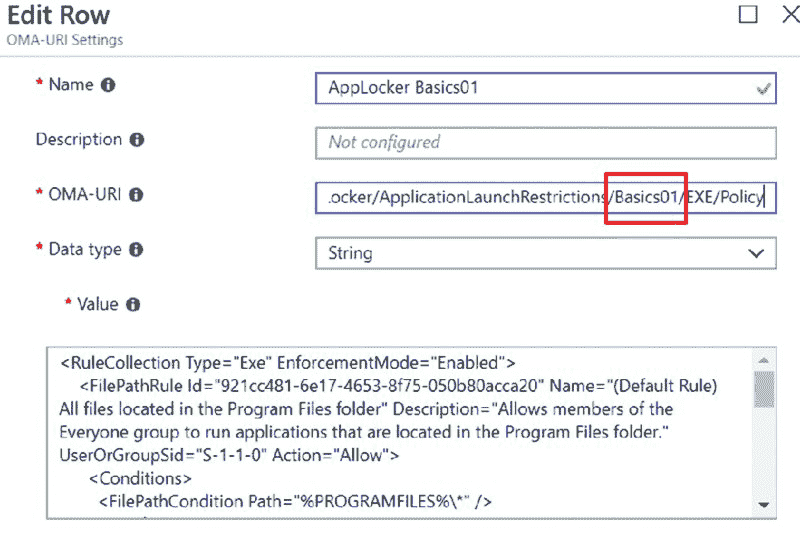 Edit Row
OMA-URI Settings
* Name
AppLocker Basics01
Description
Not configured
* OMA-URI
.ocker/ApplicationLaunchRestrictions/Basics01/EXE/Policy
* Data type
String
* Value
<RuleCollection Type="Exe" EnforcementMode="Enabled">
<FilePathRule Id="921cc481-6e17-4653-8f75-050b80acca20" Name="(Default Rule)
All files located in the Program Files folder" Description="Allows members of the
Everyone group to run applications that are located in the Program Files folder."
UserOrGroupSid="S-1-1-0" Action="Allow">
<Conditions>
<FilePathCondition Path="%PROGRAMFILES%\*" />